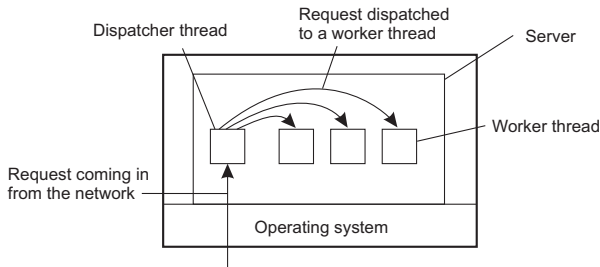 Request dispatched
to a worker thread
Dispatcher thread
Server
Worker thread
Request coming in
from the network
Operating system